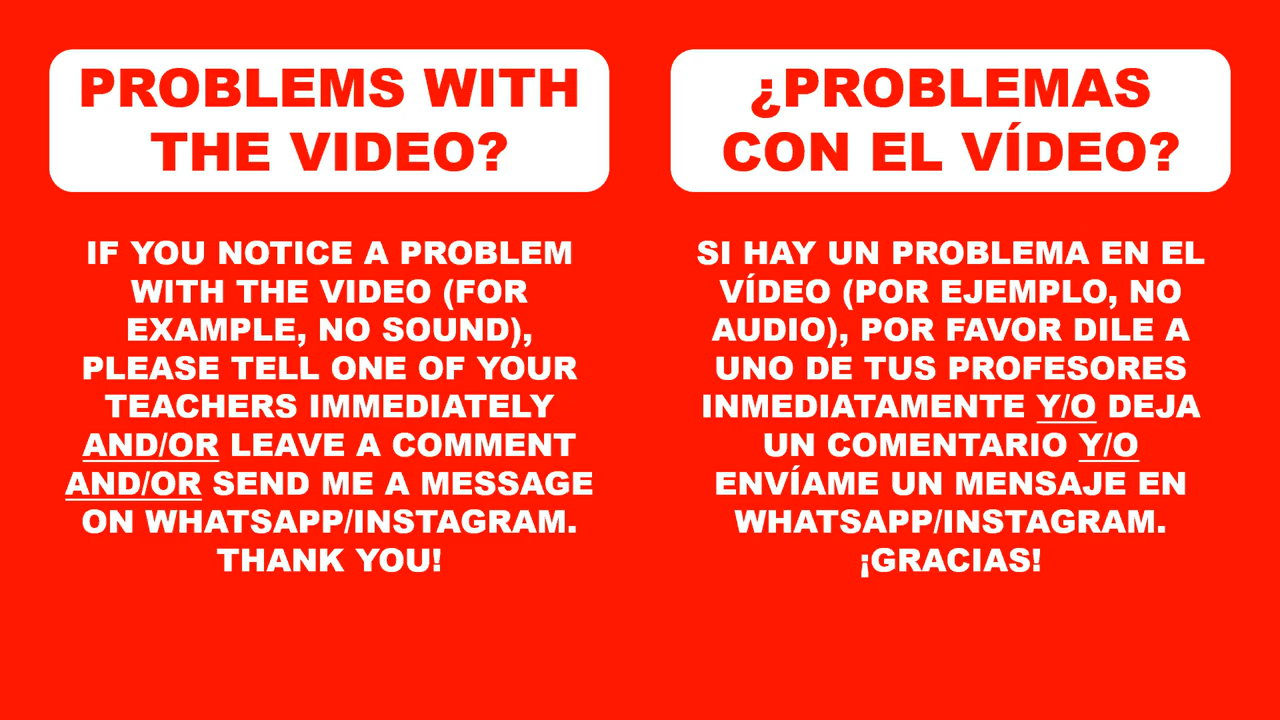 PROBLEMS WITH
THE VIDEO?
IF YOU NOTICE A PROBLEM
WITH THE VIDEO (FOR
EXAMPLE, NO SOUND),
PLEASE TELL ONE OF YOUR
TEACHERS IMMEDIATELY
AND/OR LEAVE A COMMENT
AND/OR SEND ME A MESSAGE
ON WHATSAPP/INSTAGRAM.
THANK YOU!
¿PROBLEMAS
CON EL VÍDEO?
SI HAY UN PROBLEMA EN EL
VÍDEO (POR EJEMPLO, NO
AUDIO), POR FAVOR DILE A
UNO DE TUS PROFESORES
INMEDIATAMENTE Y/O DEJA
UN COMENTARIO Y/O
ENVÍAME UN MENSAJE EN
WHATSAPP/INSTAGRAM.
¡GRACIAS!